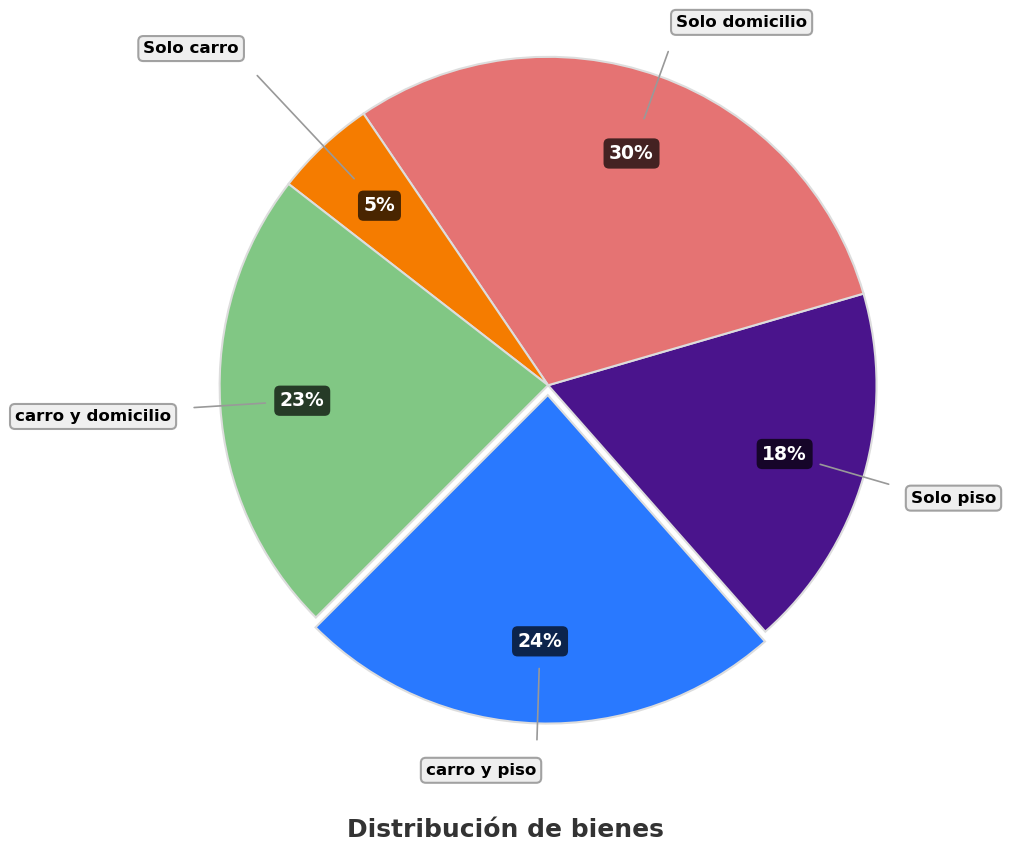 Solo domicilio
Solo carro
30%
5%
23%
carro y domicilio
18%
Solo piso
24%
carro y piso
Distribución de bienes